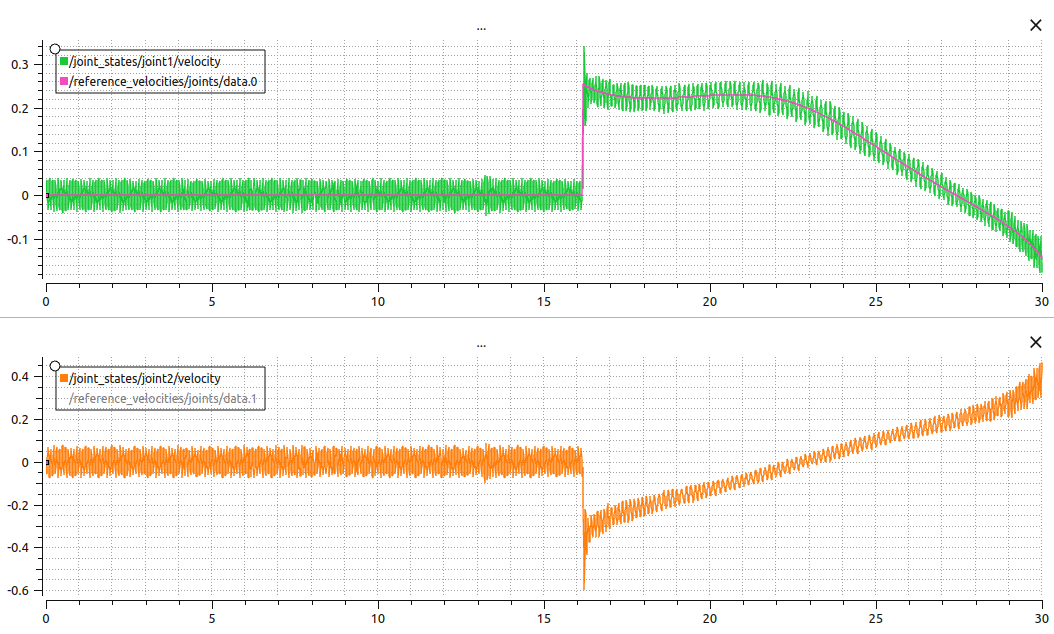 ...
/joint_states/joint1/velocity
/reference_velocities/joints/data.0
0.3
0.2
0.1
0
-0.1
0 5 10 15 20 25 30
...
/joint_states/joint2/velocity
/reference_velocities/joints/data.1
0.4
0.2
0
-0.2
-0.4
-0.6
0 5 10 15 20 25 30